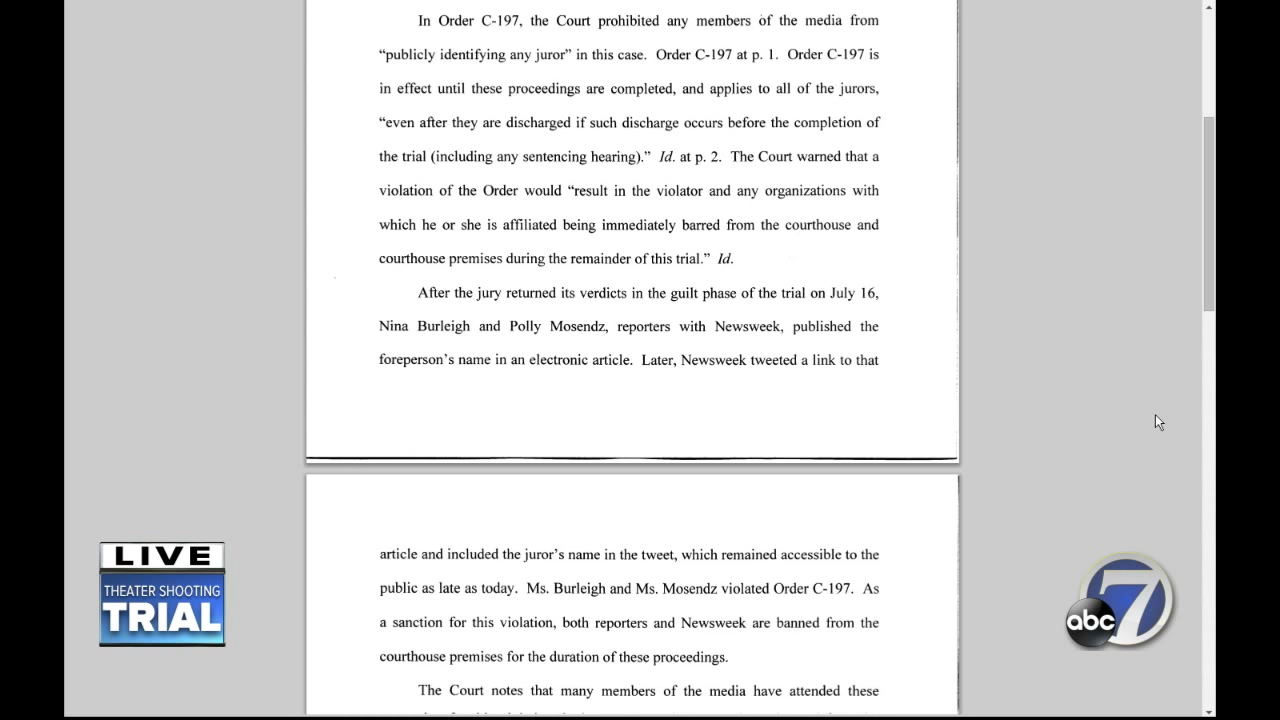 In Order C-197, the Court prohibited any members of the media from
“publicly identifying any juror” in this case. Order C-197 at p. 1. Order C-197 is
in effect until these proceedings are completed, and applies to all of the jurors,
“even after they are discharged if such discharge occurs before the completion of
the trial (including any sentencing hearing).” Id. at p. 2. The Court warned that a
violation of the Order would “result in the violator and any organizations with
which he or she is affiliated being immediately barred from the courthouse and
courthouse premises during the remainder of this trial.” Id.
After the jury returned its verdicts in the guilt phase of the trial on July 16,
Nina Burleigh and Polly Mosendz, reporters with Newsweek, published the
foreperson’s name in an electronic article. Later, Newsweek tweeted a link to that
article and included the juror’s name in the tweet, which remained accessible to the
public as late as today. Ms. Burleigh and Ms. Mosendz violated Order C-197. As
a sanction for this violation, both reporters and Newsweek are banned from the
courthouse premises for the duration of these proceedings.
The Court notes that many members of the media have attended these
LIVE
THEATER SHOOTING
TRIAL
abc 7